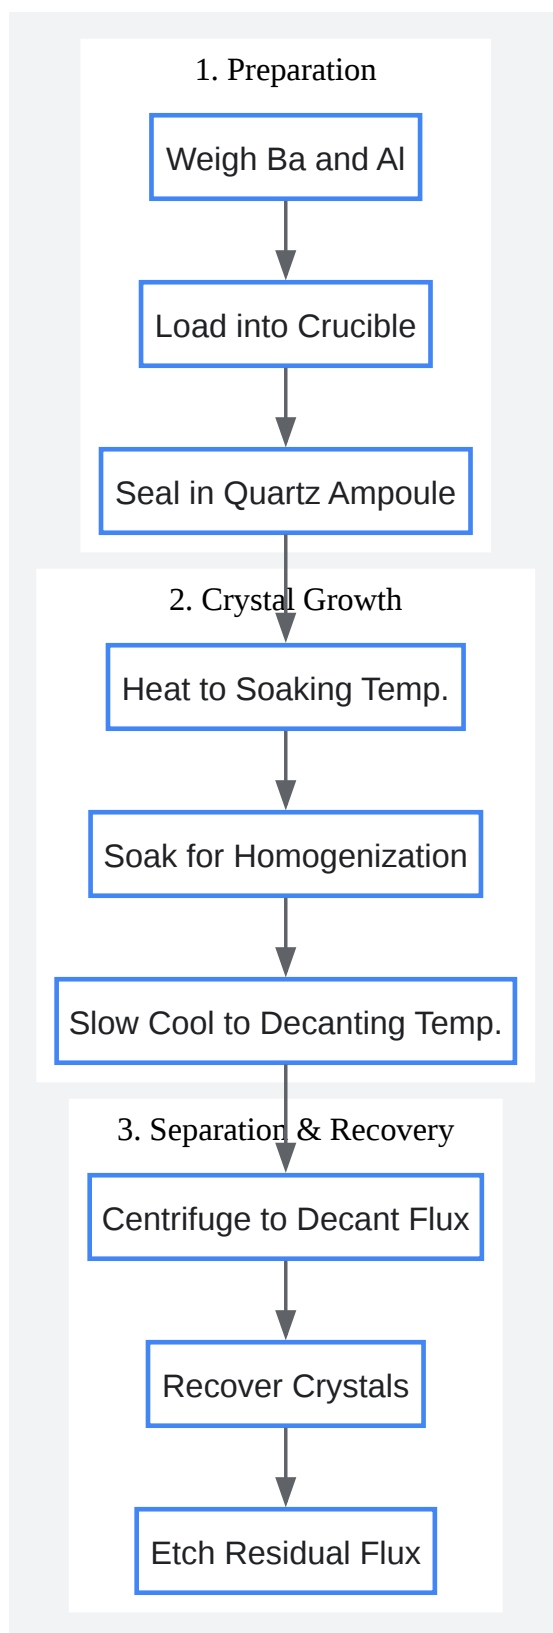 1. Preparation
Weigh Ba and Al
Load into Crucible
Seal in Quartz Ampoule
2. Crystal Growth
Heat to Soaking Temp.
Soak for Homogenization
Slow Cool to Decanting Temp.
3. Separation & Recovery
Centrifuge to Decant Flux
Recover Crystals
Etch Residual Flux